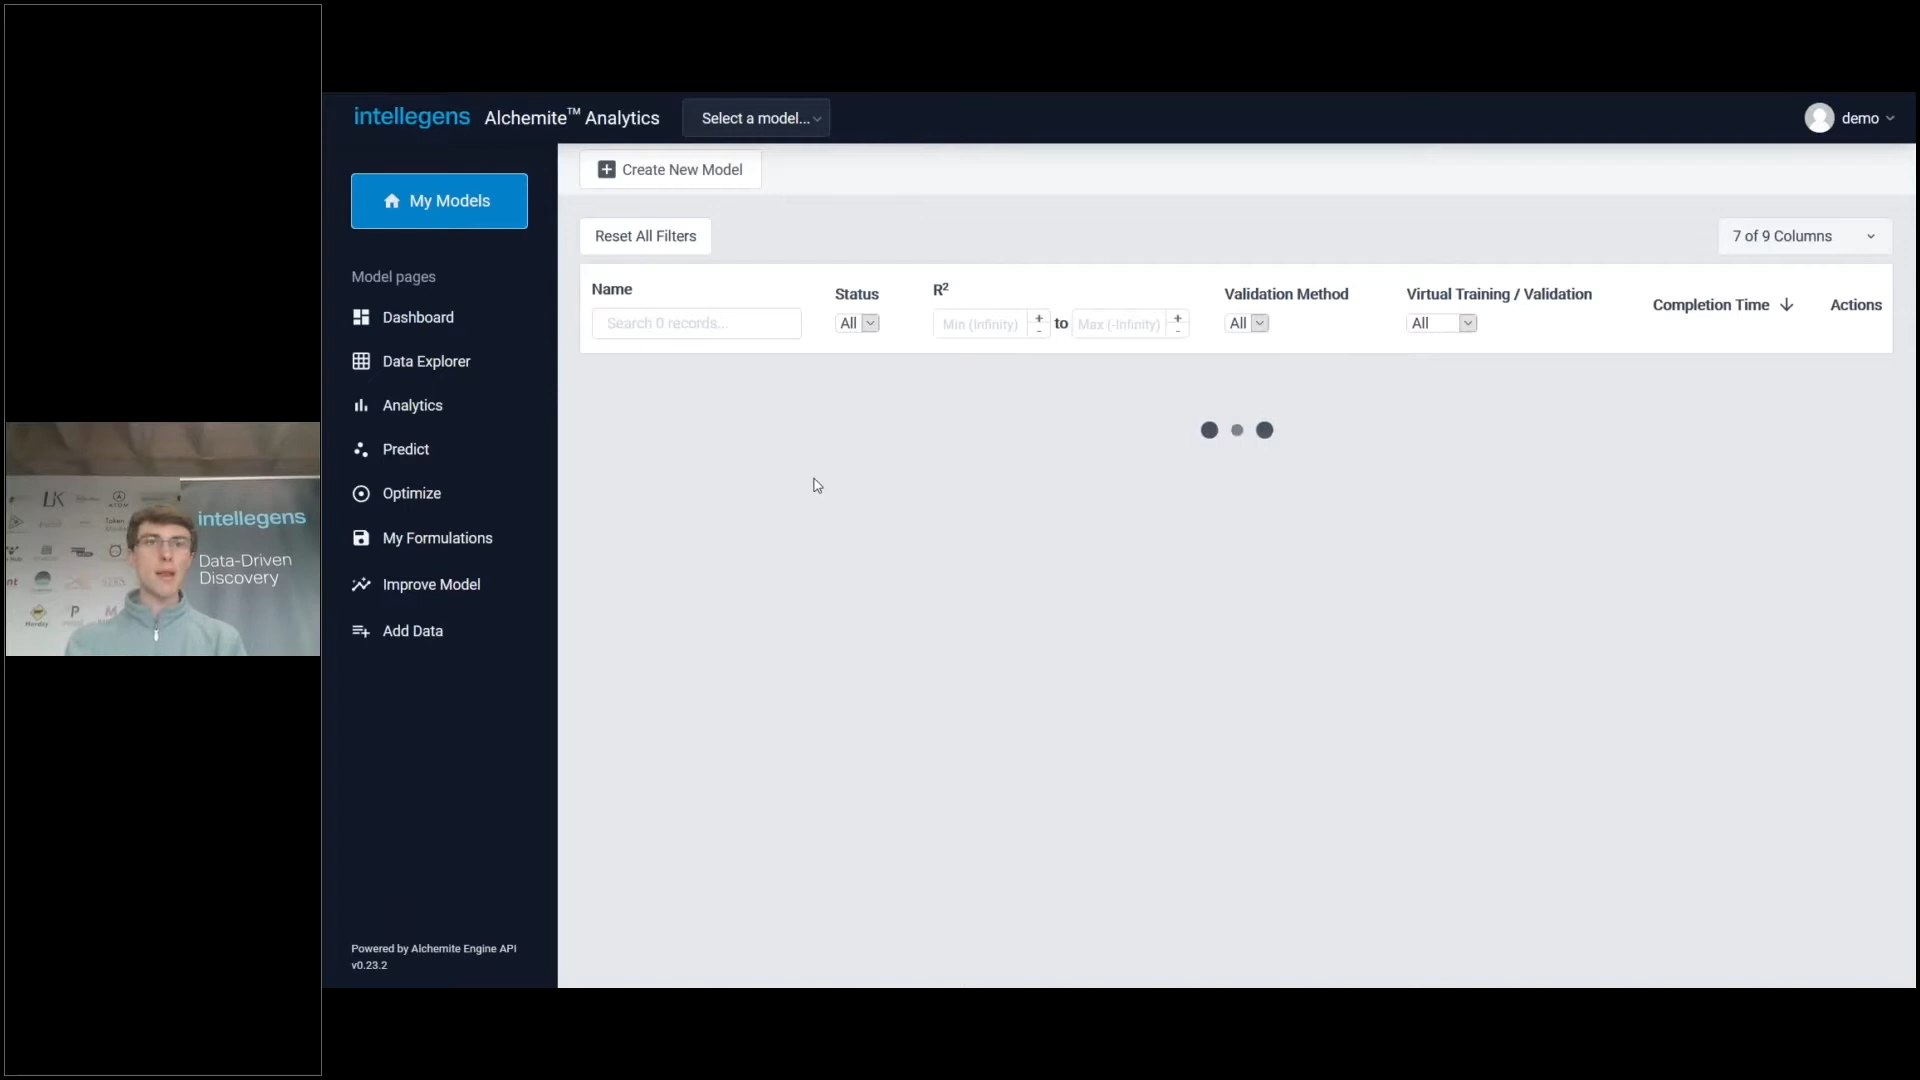 intellegens Alchemite™ Analytics Select a model...
demo
My Models
Model pages
Dashboard
Data Explorer
Analytics
Predict
Optimize
My Formulations
Improve Model
Add Data
Powered by Alchemite Engine API
v0.23.2
Create New Model
Reset All Filters
7 of 9 Columns
Name
Search 0 records...
Status
All
R²
Min (Infinity) + - to Max (-Infinity) + -
Validation Method
All
Virtual Training / Validation
All
Completion Time
Actions
intellegens
Data-Driven
Discovery